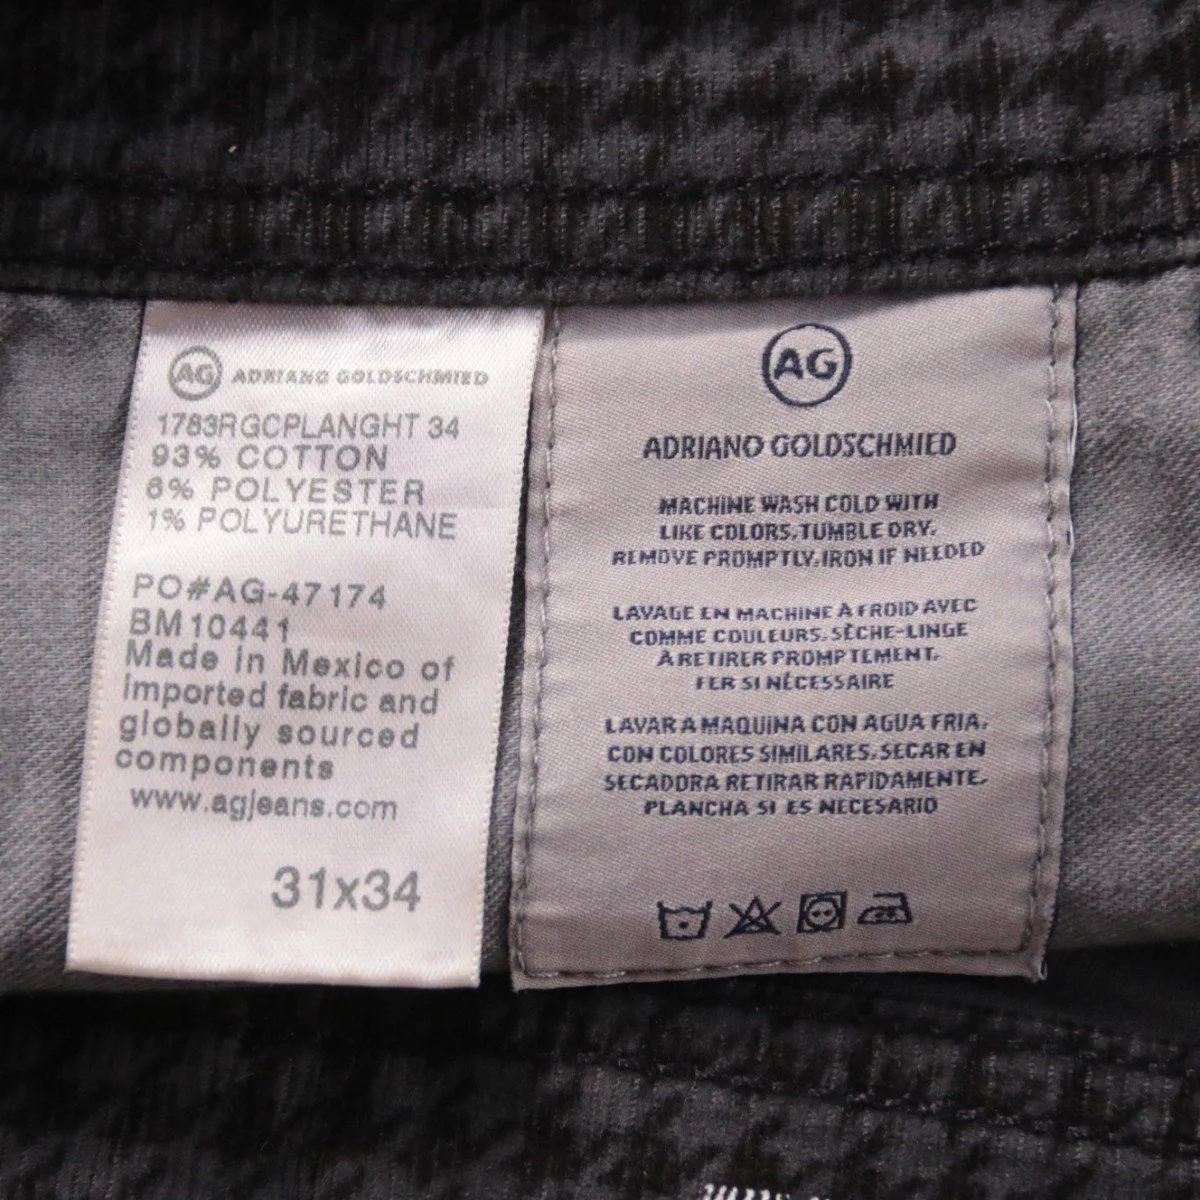 AG ADRIANO GOLDSCHMIED
1783RGCPLANGHT 34
93% COTTON
6% POLYESTER
1% POLYURETHANE
PO#AG-47174
BM10441
Made in Mexico of
imported fabric and
globally sourced
components
www.agjeans.com
31x34
AG
ADRIANO GOLDSCHMIED
MACHINE WASH COLD WITH
LIKE COLORS. TUMBLE DRY.
REMOVE PROMPTLY. IRON IF NEEDED
LAVAGE EN MACHINE À FROID AVEC
COMME COULEURS. SÈCHE-LINGE
À RETIRER PROMPTEMENT.
FER SI NÉCESSAIRE
LAVAR A MAQUINA CON AGUA FRIA.
CON COLORES SIMILARES. SECAR EN
SECADORA RETIRAR RAPIDAMENTE.
PLANCHA SI ES NECESARIO